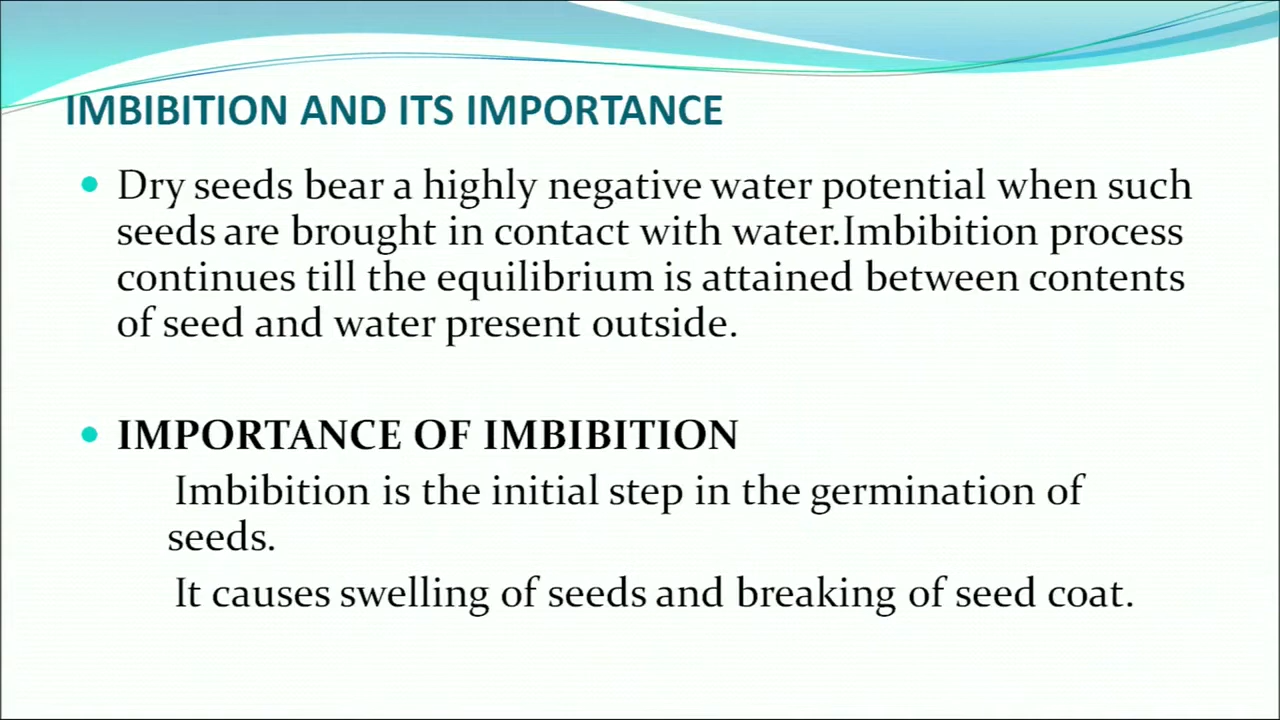 IMBIBITION AND ITS IMPORTANCE
Dry seeds bear a highly negative water potential when such
seeds are brought in contact with water.Imbibition process
continues till the equilibrium is attained between contents
of seed and water present outside.
IMPORTANCE OF IMBIBITION
Imbibition is the initial step in the germination of
seeds.
It causes swelling of seeds and breaking of seed coat.